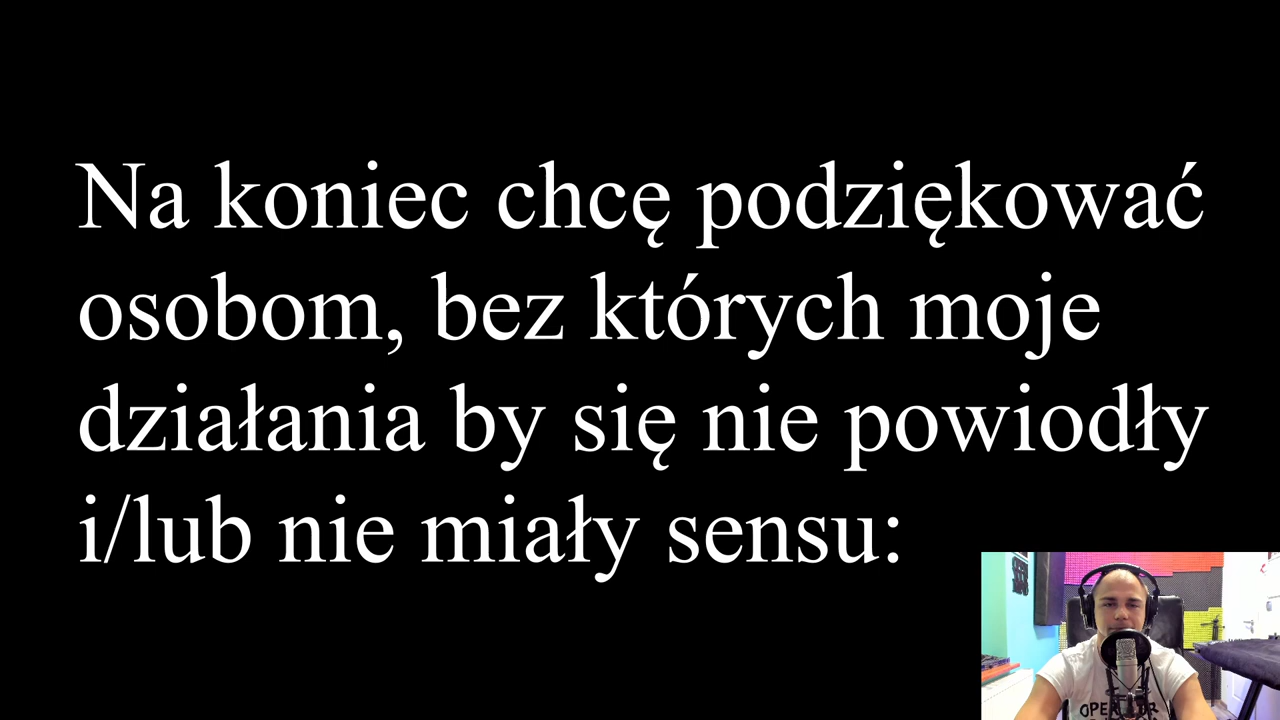 Na koniec chcę podziękować
osobom, bez których moje
działania by się nie powiodły
i/lub nie miały sensu: